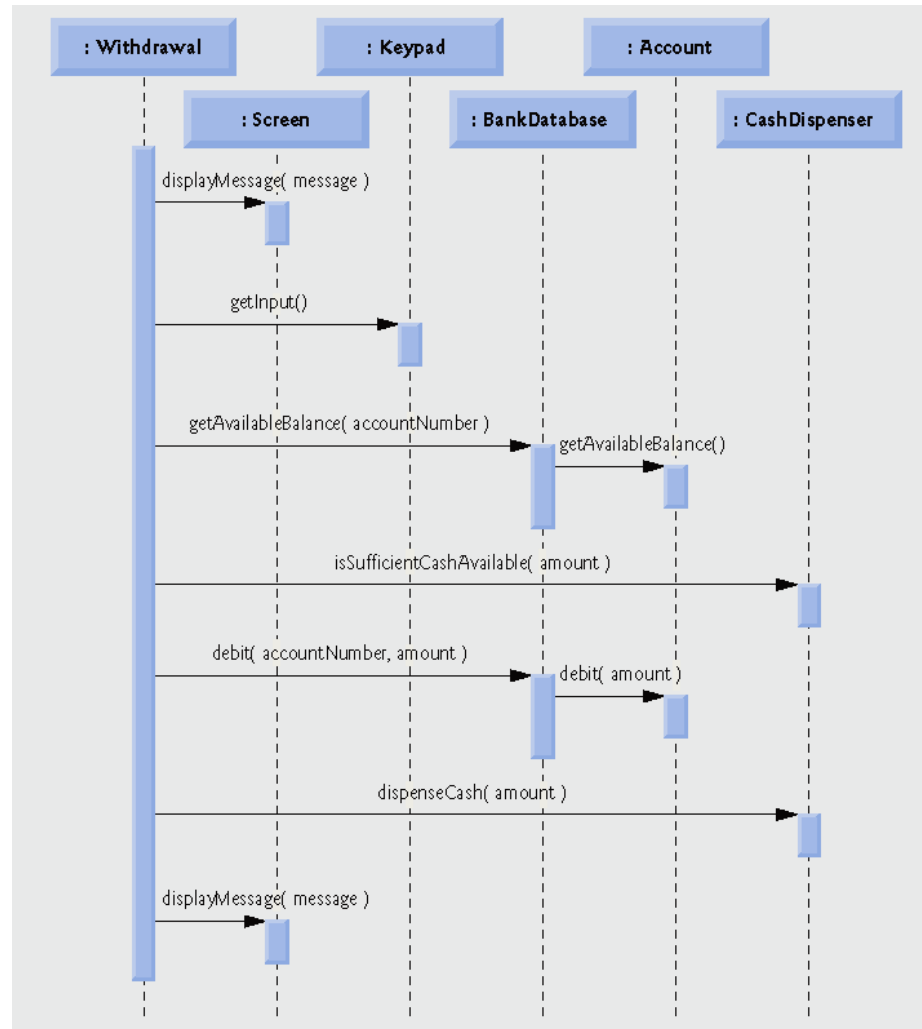 : Withdrawal
: Keypad
: Account
: Screen
: BankDatabase
: CashDispenser
displayMessage( message )
getInput()
getAvailableBalance( accountNumber )
getAvailableBalance()
isSufficientCashAvailable( amount )
debit( accountNumber, amount )
debit( amount )
dispenseCash( amount )
displayMessage( message )